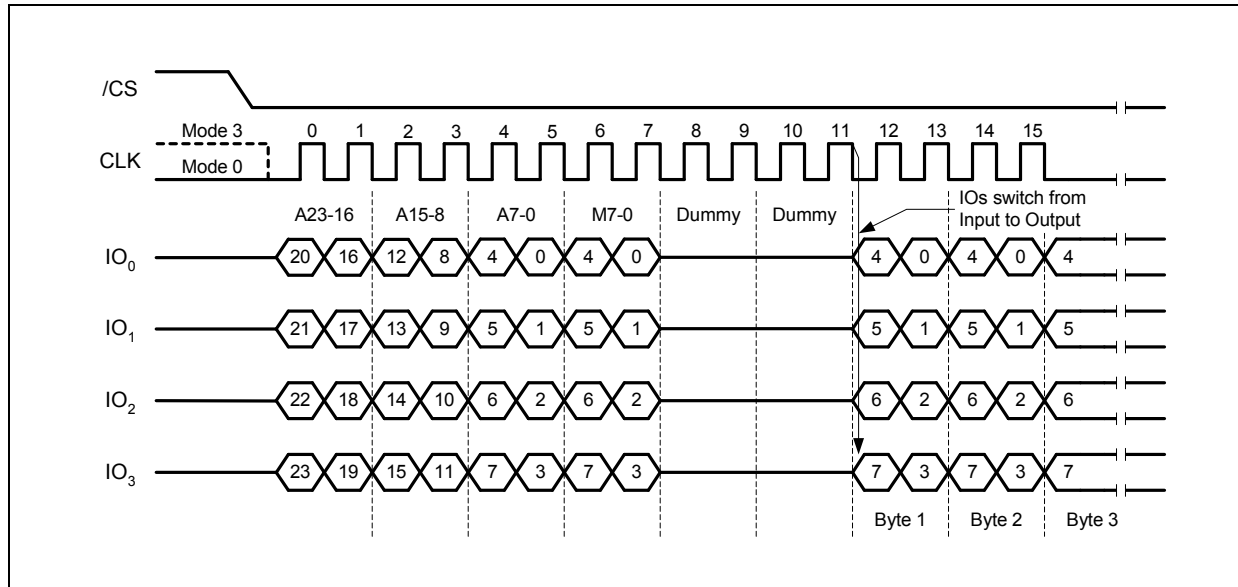 /CS
Mode 3 0 1 2 3 4 5 6 7 8 9 10 11 12 13 14 15
CLK
Mode 0
IOs switch from
Input to Output
A23-16 A15-8 A7-0 M7-0 Dummy Dummy
IO0 20 16 12 8 4 0 4 0 4 0 4 0 4
IO1 21 17 13 9 5 1 5 1 5 1 5 1 5
IO2 22 18 14 10 6 2 6 2 6 2 6 2 6
IO3 23 19 15 11 7 3 7 3 7 3 7 3 7
Byte 1 Byte 2 Byte 3